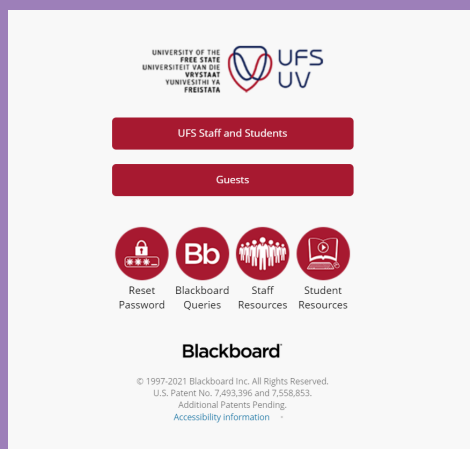 UNIVERSITY OF THE
FREE STATE
UNIVERSITEIT VAN DIE
VRYSTAAT
YUNIVESITHI YA
FREISTATA
UFS
UV
UFS Staff and Students
Guests
Bb
Reset
Password
Blackboard
Queries
Staff
Resources
Student
Resources
Blackboard
© 1997-2021 Blackboard Inc. All Rights Reserved.
U.S. Patent No. 7,493,396 and 7,558,853.
Additional Patents Pending.
Accessibility information